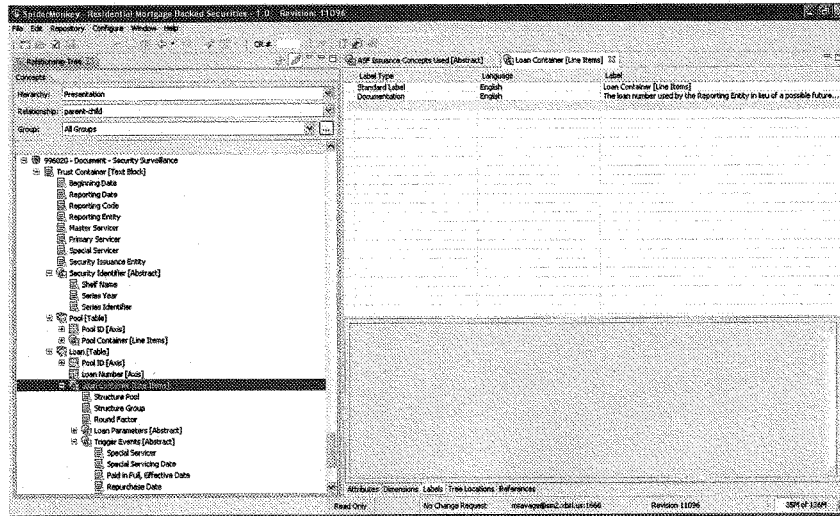 SpiderMonkey - Residential Mortgage Backed Securities - 1.0 - Revision: 11096
File Edit Repository Configure Window Help
CR #
Relationship Tree
Concepts
Hierarchy: Presentation
Relationship: parent-child
Group: All Groups
996020 - Document - Security Surveillance
Trust Container [Text Block]
Beginning Date
Reporting Date
Reporting Code
Reporting Entity
Master Servicer
Primary Servicer
Special Servicer
Security Issuance Entity
Security Identifier [Abstract]
Shelf Name
Series Year
Series Identifier
Pool [Table]
Pool ID [Axis]
Pool Container [Line Items]
Loan [Table]
Pool ID [Axis]
Loan Number [Axis]
Loan Container [Line Items]
Structure Pool
Structure Group
Round Factor
Loan Parameters [Abstract]
Trigger Events [Abstract]
Special Servicer
Special Servicing Date
Paid in Full, Effective Date
Repurchase Date
ASF Issuance Concepts Used [Abstract] Loan Container [Line Items]
Label Type Language Label
Standard Label English Loan Container [Line Items]
Documentation English The loan number used by the Reporting Entity in lieu of a possible future...
Attributes Dimensions Labels Tree Locations References
Read Only No Change Request Revision 11096